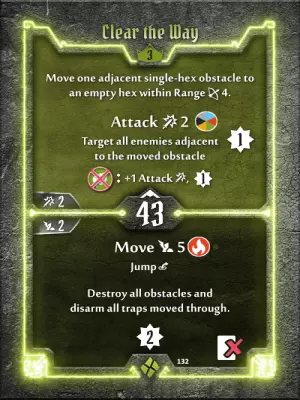 Clear the Way
3
Move one adjacent single-hex obstacle to
an empty hex within Range 4.
Attack 2
Target all enemies adjacent
to the moved obstacle
1
: +1 Attack , 1
2
43
2
Move 5
Jump
Destroy all obstacles and
disarm all traps moved through.
2
132